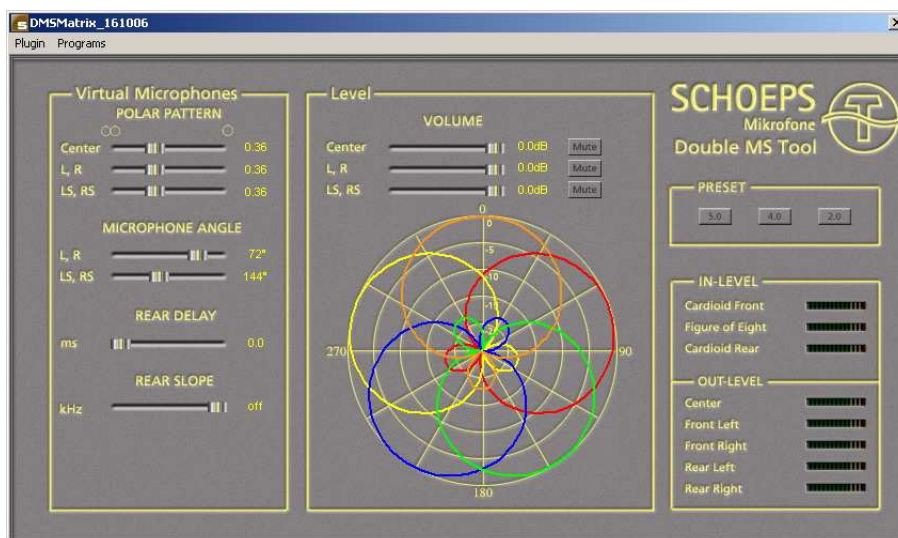 DMSMatrix_161006
Plugin Programs
Virtual Microphones
POLAR PATTERN
Center 0.36
L, R 0.36
LS, RS 0.36
MICROPHONE ANGLE
L, R 72°
LS, RS 144°
REAR DELAY
ms 0.0
REAR SLOPE
kHz off
Level
VOLUME
Center 0.0dB Mute
L, R 0.0dB Mute
LS, RS 0.0dB Mute
0
0
-5
-10
-15
270
90
180
SCHOEPS
Mikrofone
Double MS Tool
PRESET
5.0 4.0 2.0
IN-LEVEL
Cardioid Front
Figure of Eight
Cardioid Rear
OUT-LEVEL
Center
Front Left
Front Right
Rear Left
Rear Right